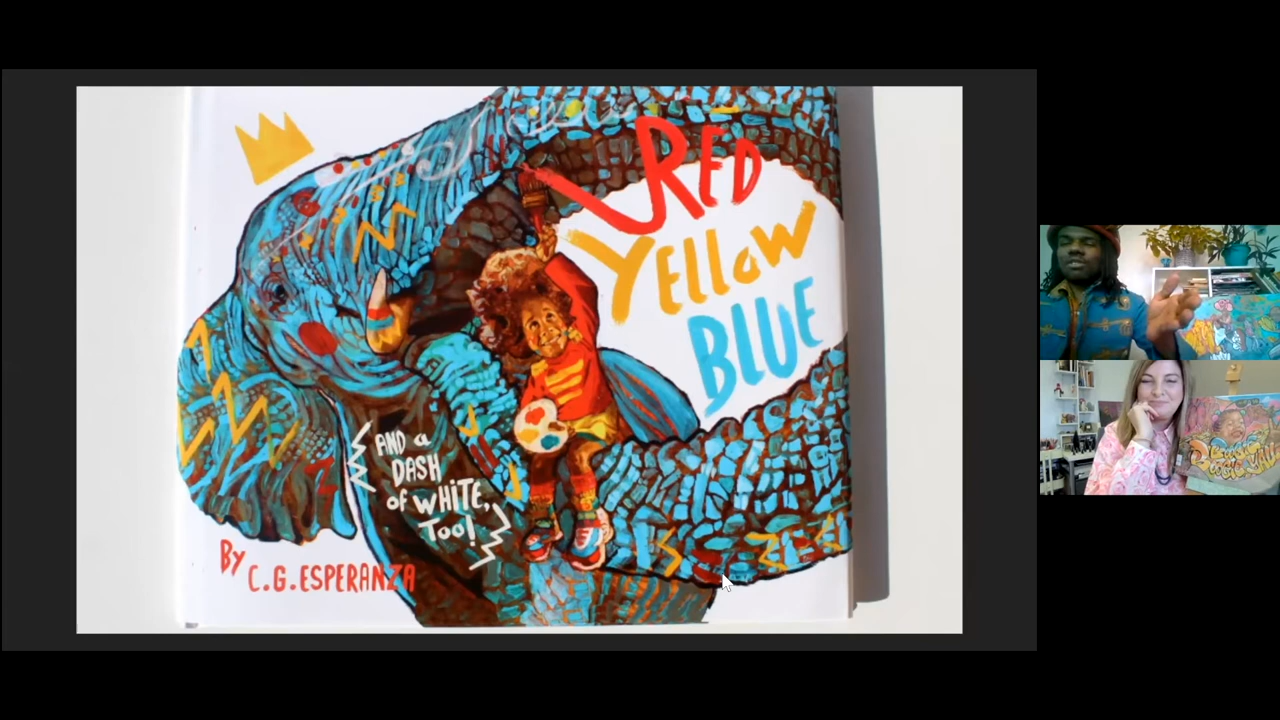 RED
YELLOW
BLUE
AND a
DASH
of WHITE,
Too!
By
C.G.ESPERANZA